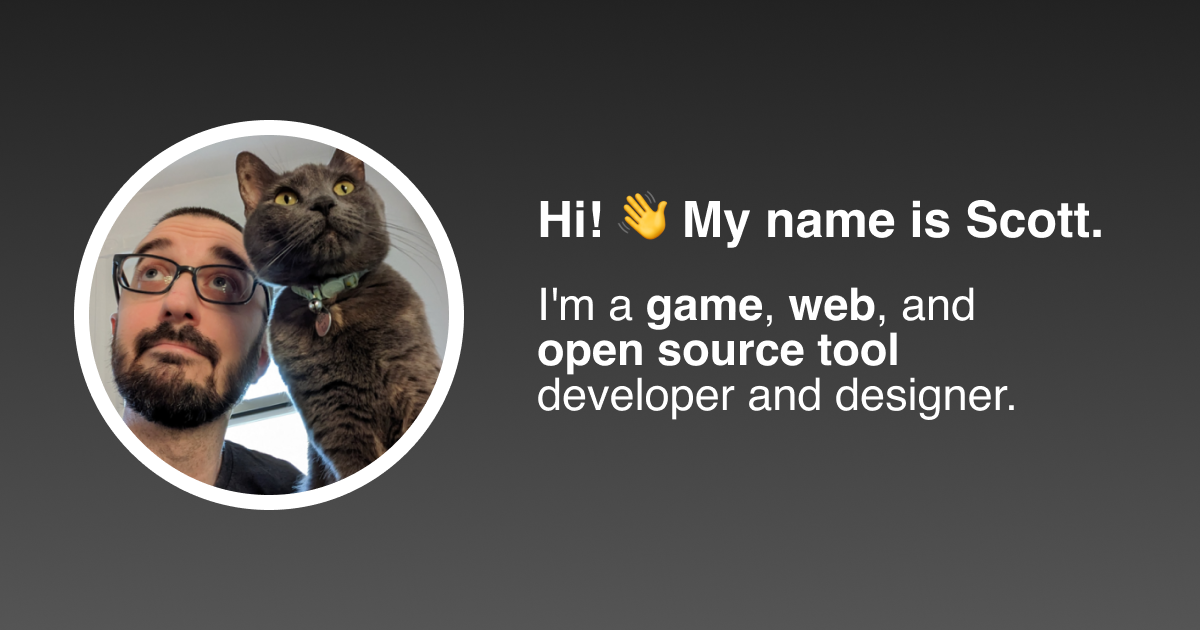 Hi! 👋 My name is Scott.
I'm a game, web, and
open source tool
developer and designer.